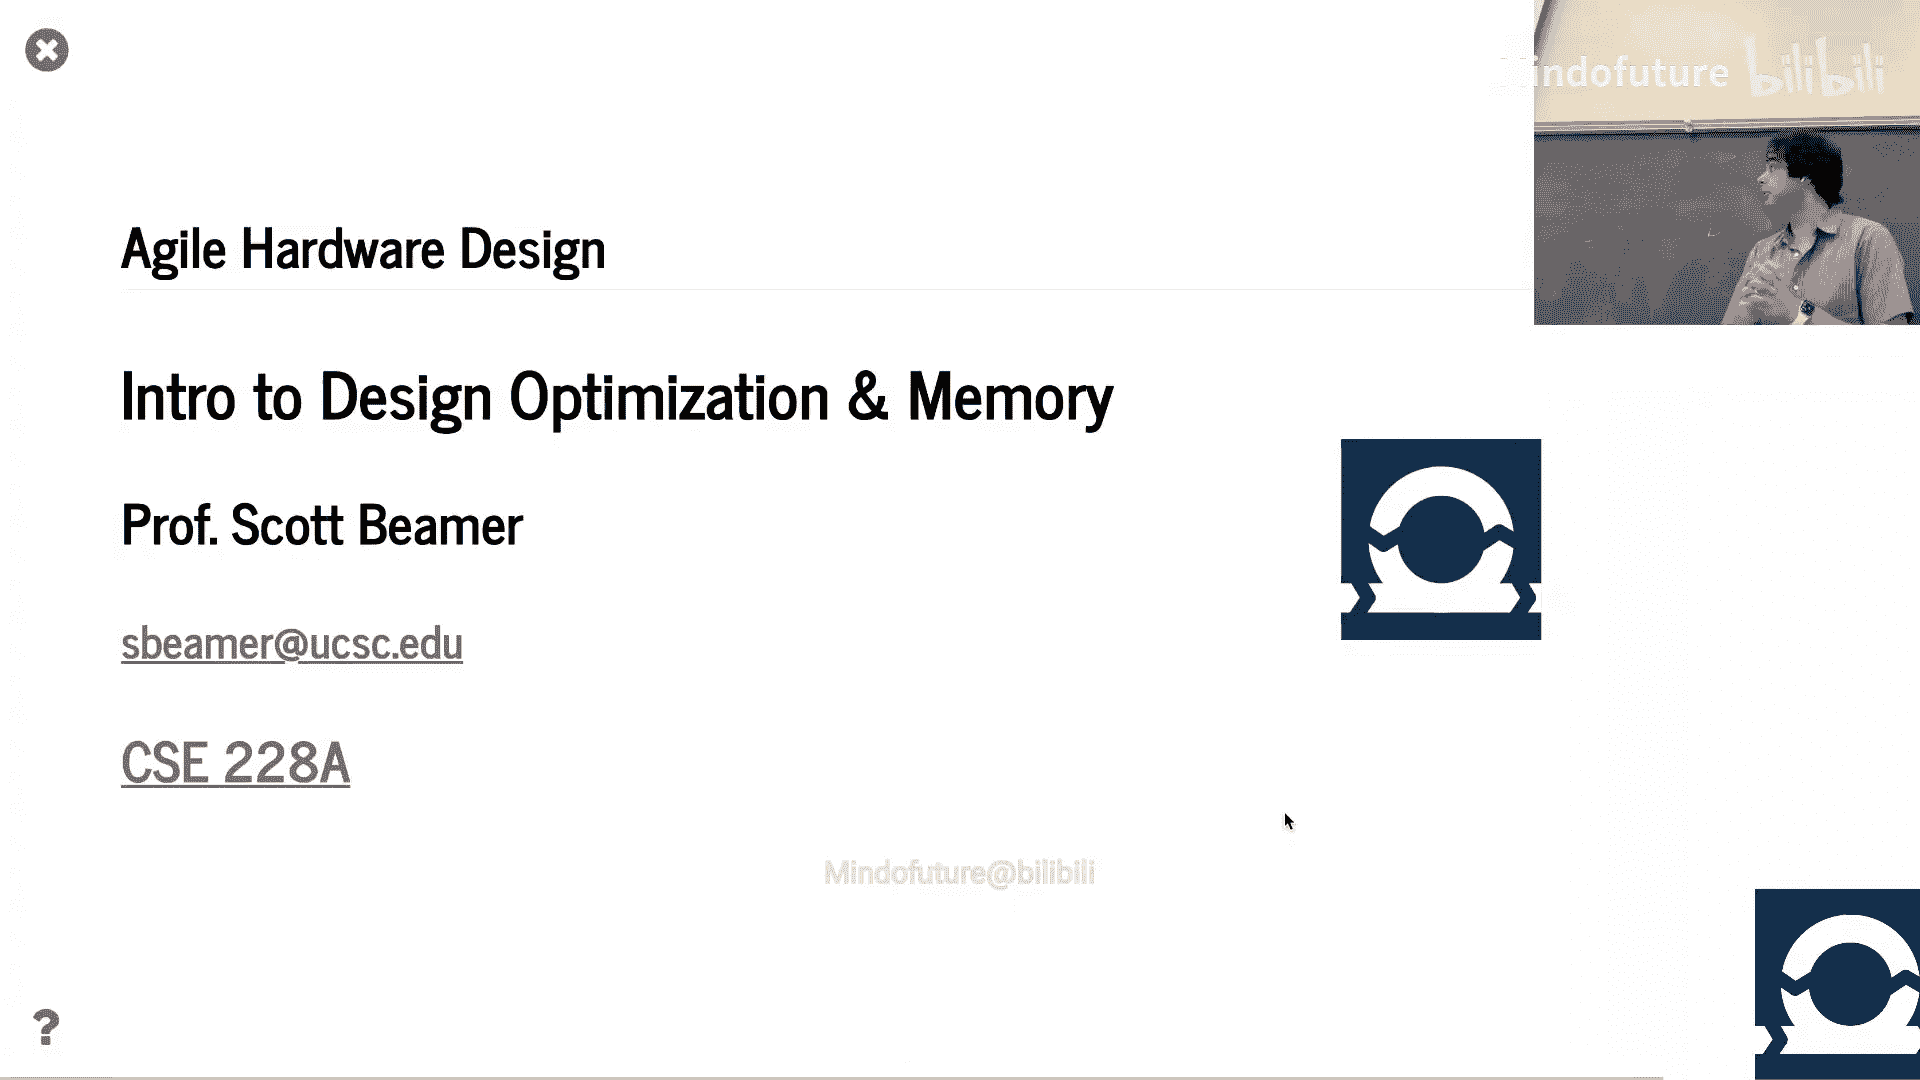 indofuture bilibili
Agile Hardware Design
Intro to Design Optimization & Memory
Prof. Scott Beamer
sbeamer@ucsc.edu
CSE 228A
Mindofuture@bilibili
?